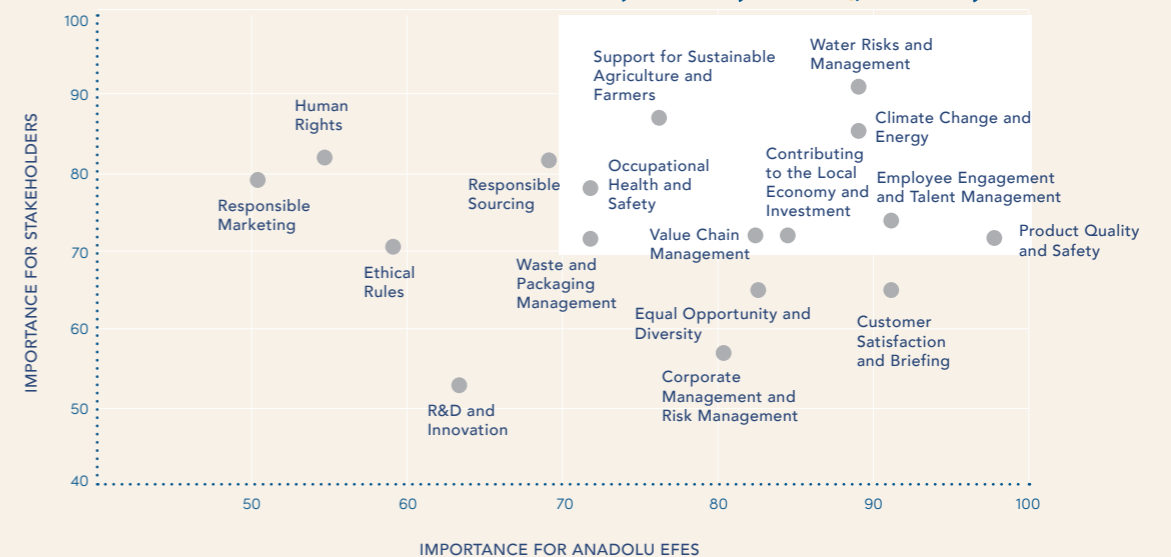 100
90
80
70
60
50
40
IMPORTANCE FOR STAKEHOLDERS
Water Risks and
Management
Support for Sustainable
Agriculture and
Farmers
Human
Rights
Climate Change and
Energy
Contributing
to the Local
Economy and
Investment
Occupational
Health and
Safety
Responsible
Sourcing
Employee Engagement
and Talent Management
Responsible
Marketing
Product Quality
and Safety
Value Chain
Management
Ethical
Rules
Waste and
Packaging
Management
Equal Opportunity and
Diversity
Customer
Satisfaction
and Briefing
Corporate
Management and
Risk Management
R&D and
Innovation
50
60
70
80
90
100
IMPORTANCE FOR ANADOLU EFES